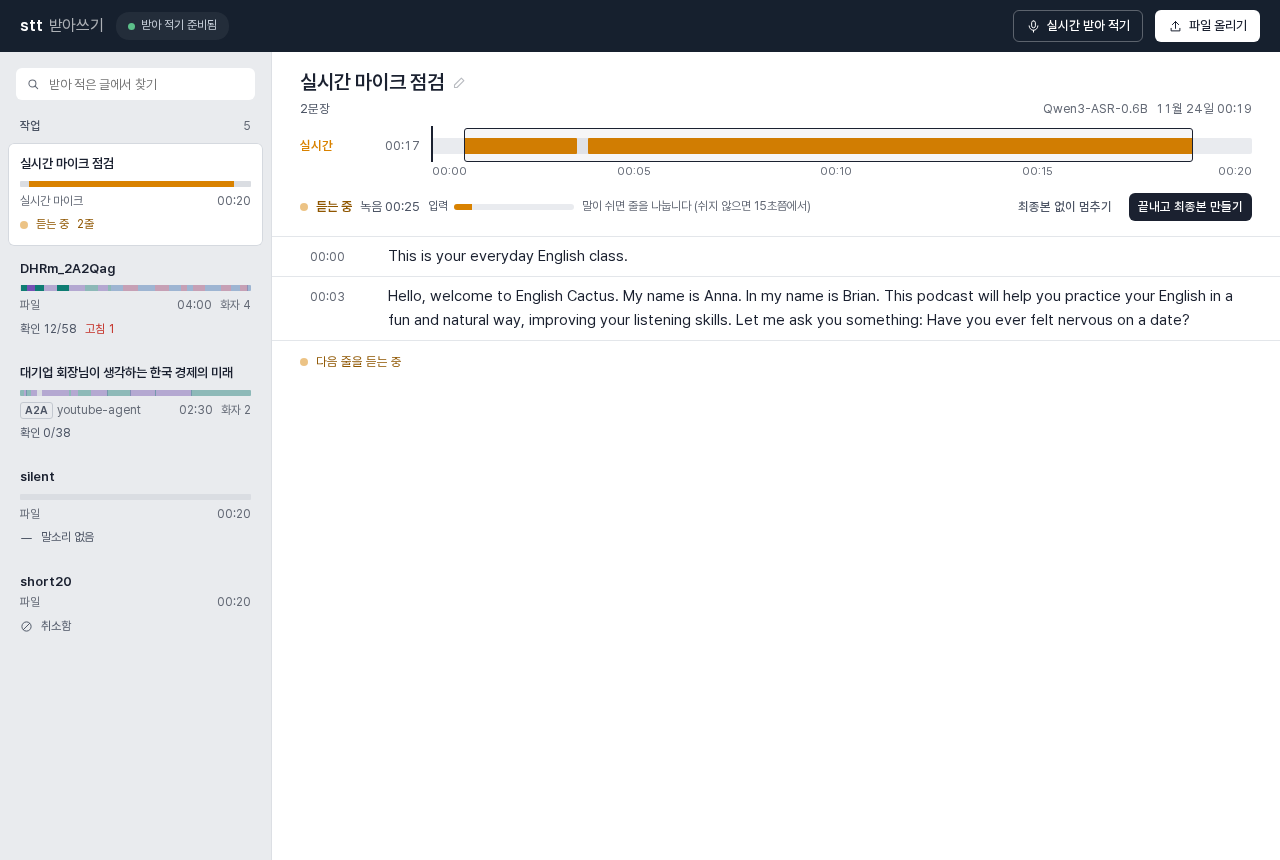 stt 받아쓰기
받아 적기 준비됨
실시간 받아 적기
파일 올리기
받아 적은 글에서 찾기
작업 5
실시간 마이크 점검
실시간 마이크 00:20
듣는 중 2줄
DHRm_2A2Qag
파일 04:00 화자 4
확인 12/58 고침 1
대기업 회장님이 생각하는 한국 경제의 미래
A2A youtube-agent 02:30 화자 2
확인 0/38
silent
파일 00:20
— 말소리 없음
short20
파일 00:20
취소함
실시간 마이크 점검
2문장 Qwen3-ASR-0.6B 11월 24일 00:19
실시간 00:17
00:00 00:05 00:10 00:15 00:20
듣는 중 녹음 00:25 입력 말이 쉬면 줄을 나눕니다 (쉬지 않으면 15초쯤에서) 최종본 없이 멈추기 끝내고 최종본 만들기
00:00 This is your everyday English class.
00:03 Hello, welcome to English Cactus. My name is Anna. In my name is Brian. This podcast will help you practice your English in a
fun and natural way, improving your listening skills. Let me ask you something: Have you ever felt nervous on a date?
다음 줄을 듣는 중